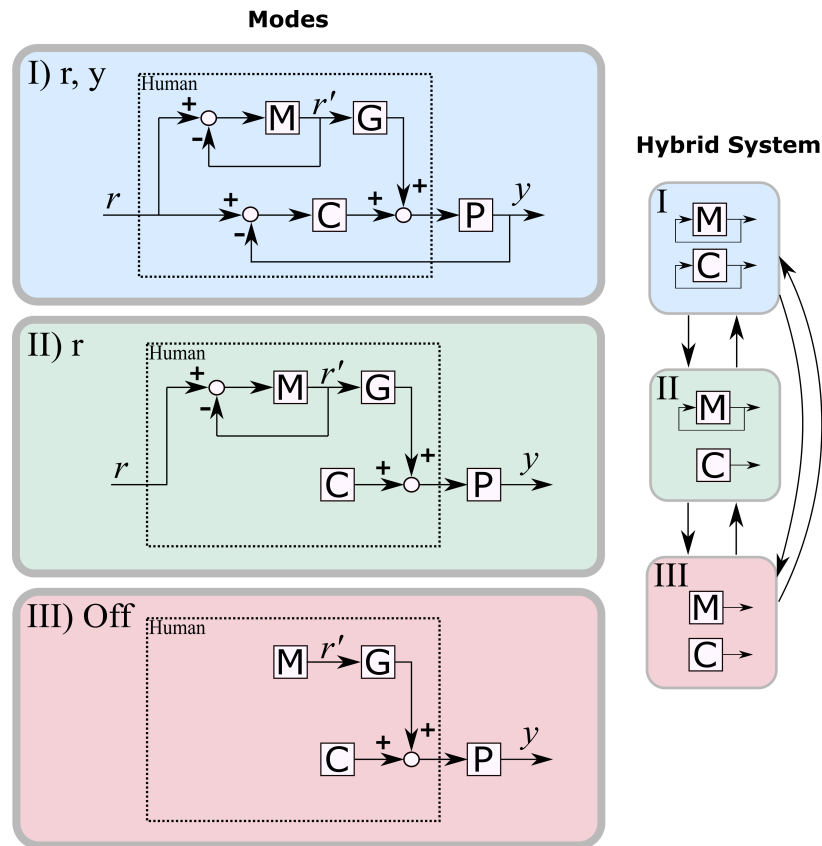 Modes
I) r, y
Human
+
-
M
r'
G
r
+
-
C
+
+
P
y
II) r
Human
+
-
M
r'
G
r
C
+
+
P
y
III) Off
Human
M
r'
G
C
+
+
P
y
Hybrid System
I
M
C
II
M
C
III
M
C